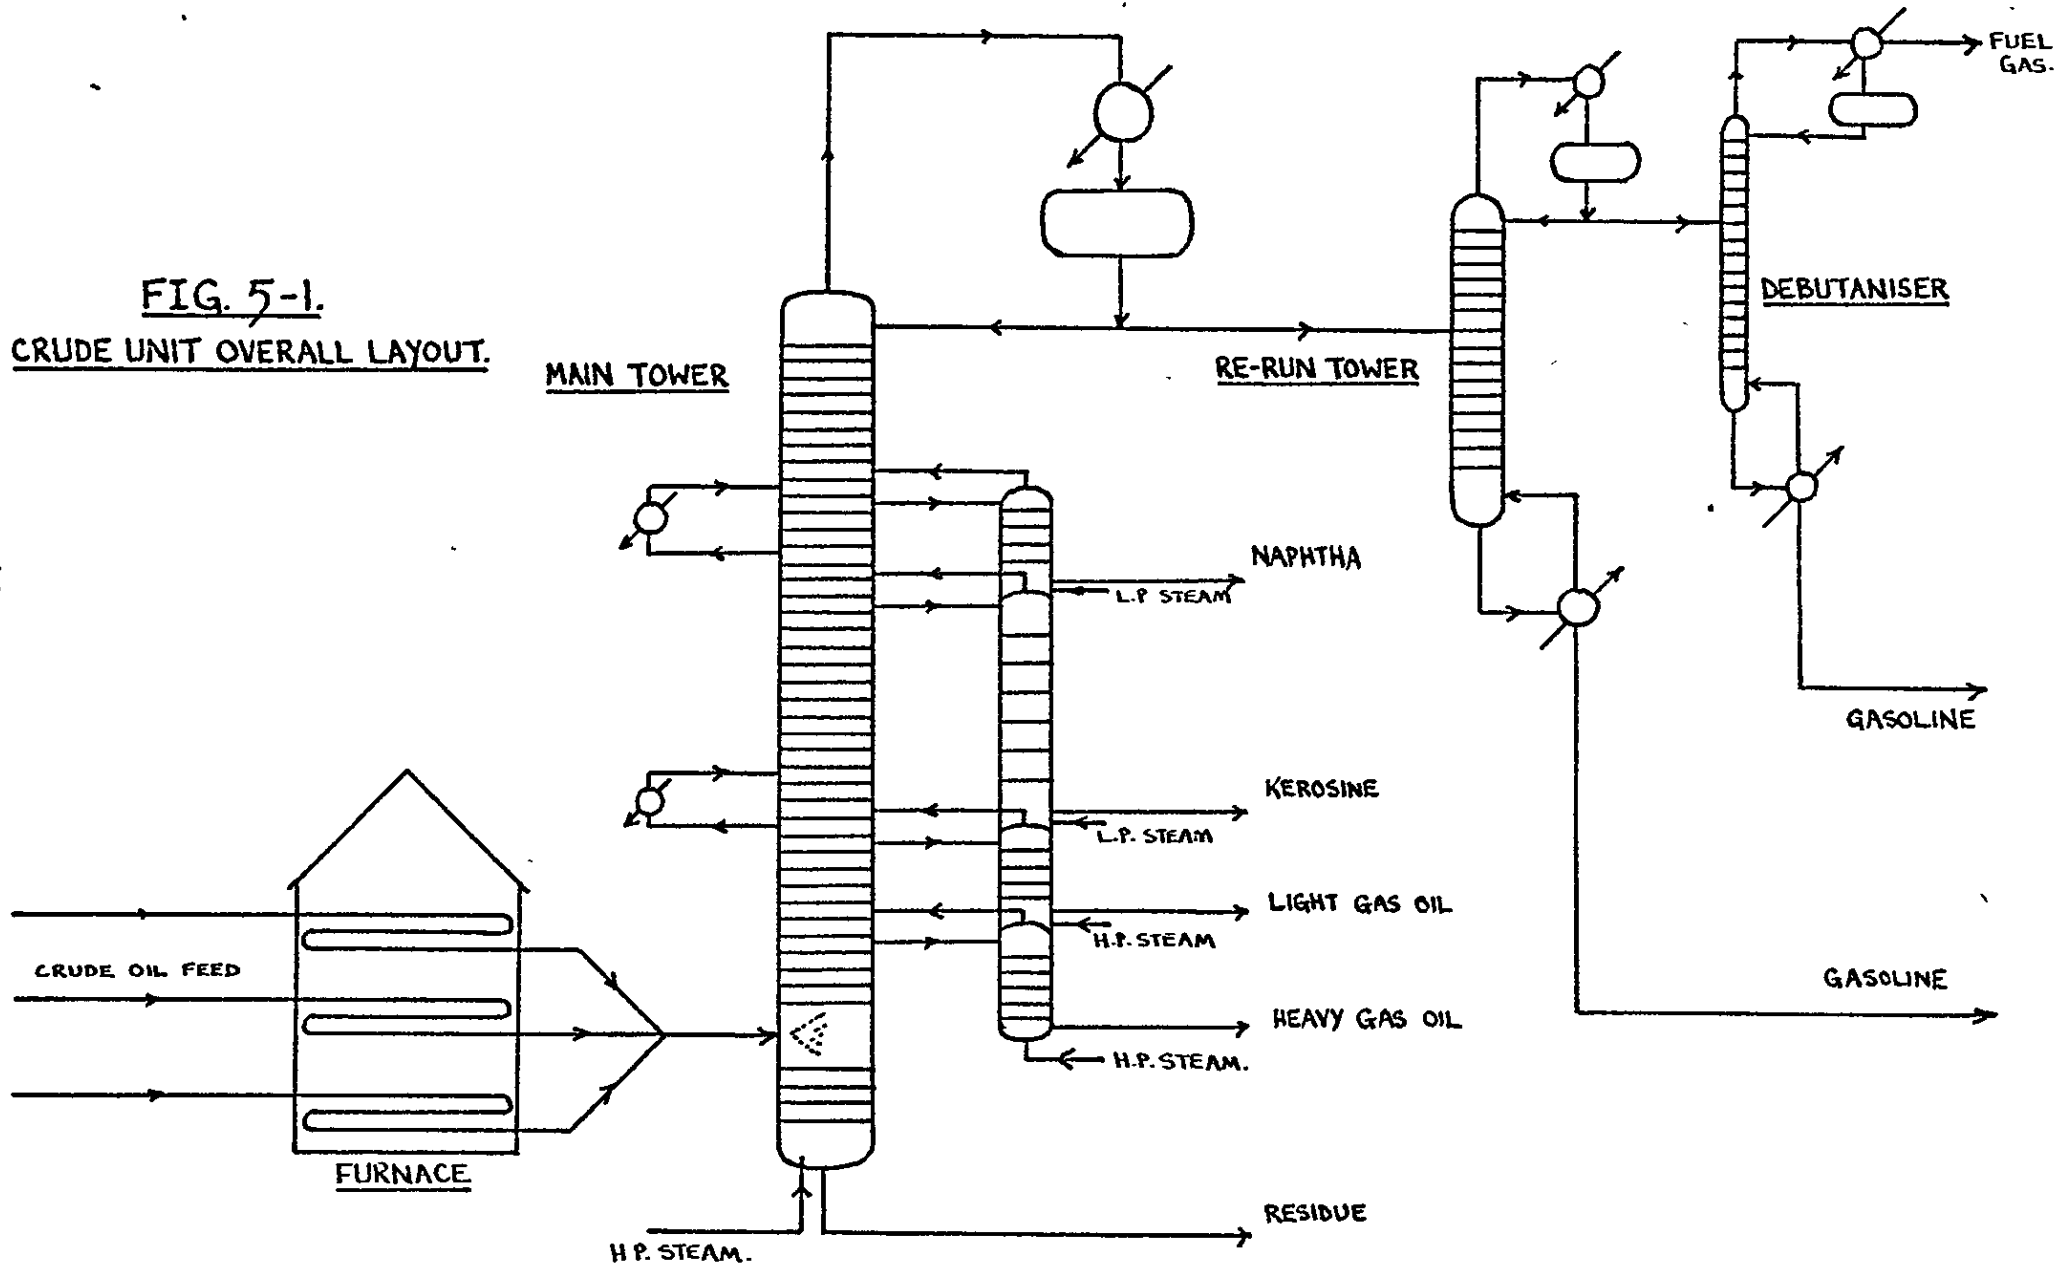 FUEL
GAS.
FIG. 5-1.
CRUDE UNIT OVERALL LAYOUT.
MAIN TOWER
RE-RUN TOWER
DEBUTANISER
NAPHTHA
L.P STEAM
GASOLINE
KEROSINE
L.P. STEAM
LIGHT GAS OIL
H.P. STEAM
CRUDE OIL FEED
GASOLINE
HEAVY GAS OIL
H.P. STEAM.
FURNACE
RESIDUE
H P. STEAM.